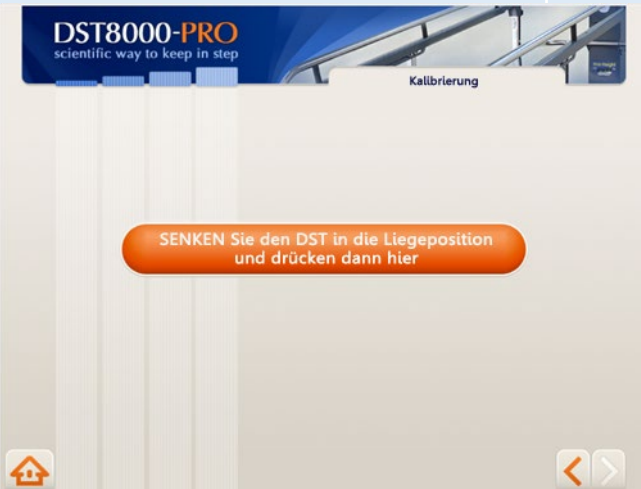 DST8000-PRO
scientific way to keep in step
Kalibrierung
SENKEN Sie den DST in die Liegeposition
und drücken dann hier